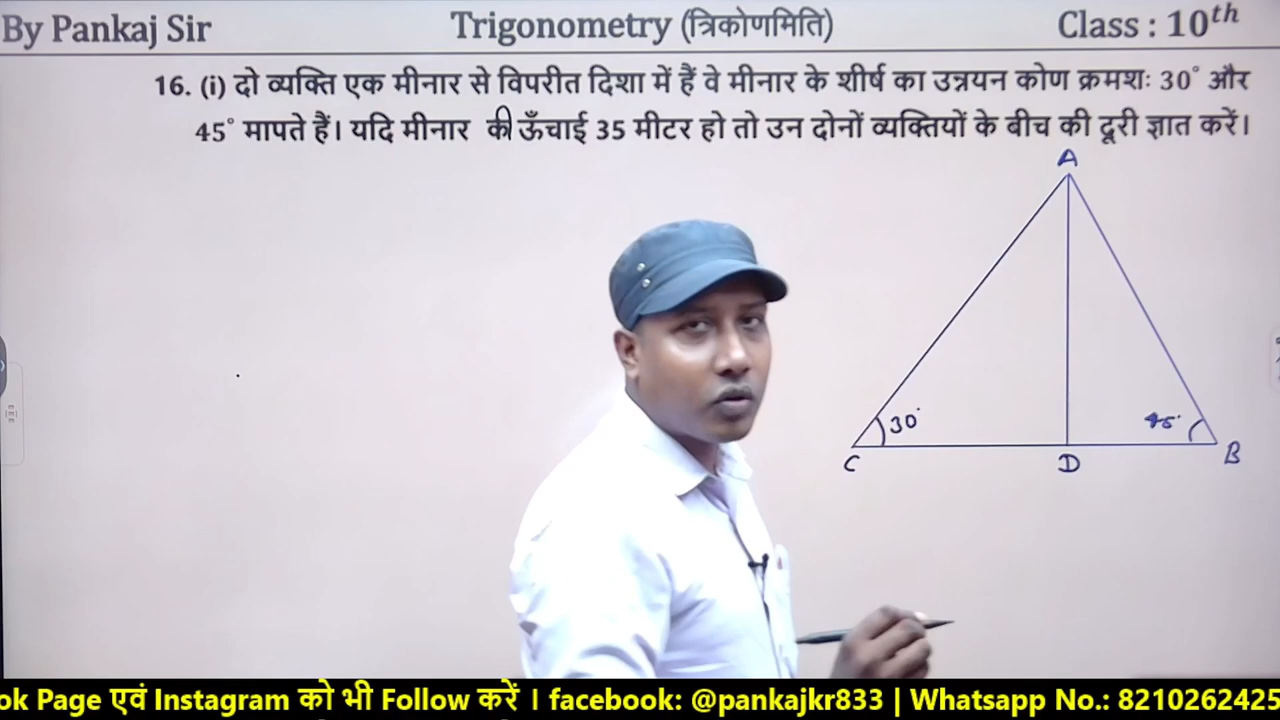 By Pankaj Sir Trigonometry (त्रिकोणमिति) Class : 10th
16. (i) दो व्यक्ति एक मीनार से विपरीत दिशा में हैं वे मीनार के शीर्ष का उन्नयन कोण क्रमशः 30° और
45° मापते हैं। यदि मीनार की ऊँचाई 35 मीटर हो तो उन दोनों व्यक्तियों के बीच की दूरी ज्ञात करें।
A
30° 45°
C D B
ok Page एवं Instagram को भी Follow करें । facebook: @pankajkr833 | Whatsapp No.: 8210262425